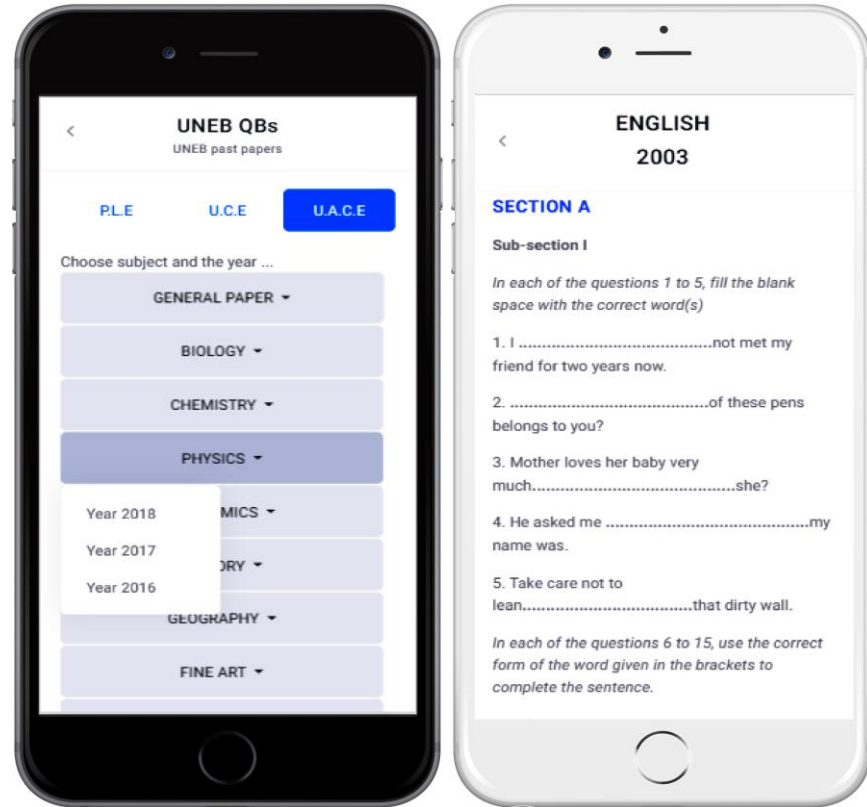 UNEB QBs
UNEB past papers
P.L.E U.C.E U.A.C.E
Choose subject and the year ...
GENERAL PAPER
BIOLOGY
CHEMISTRY
PHYSICS
Year 2018
MICS
Year 2017
ORY
Year 2016
GEOGRAPHY
FINE ART
ENGLISH
2003
SECTION A
Sub-section I
In each of the questions 1 to 5, fill the blank
space with the correct word(s)
1. I ..........................................not met my
friend for two years now.
2. ...........................................of these pens
belongs to you?
3. Mother loves her baby very
much............................................she?
4. He asked me ............................................my
name was.
5. Take care not to
lean.....................................that dirty wall.
In each of the questions 6 to 15, use the correct
form of the word given in the brackets to
complete the sentence.